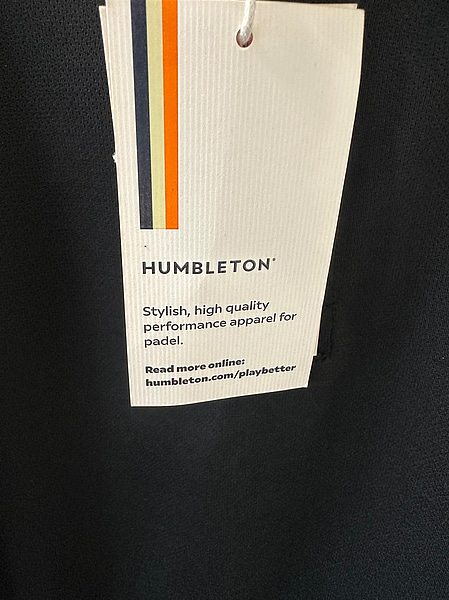 HUMBLETON®
Stylish, high quality
performance apparel for
padel.
Read more online:
humbleton.com/playbetter